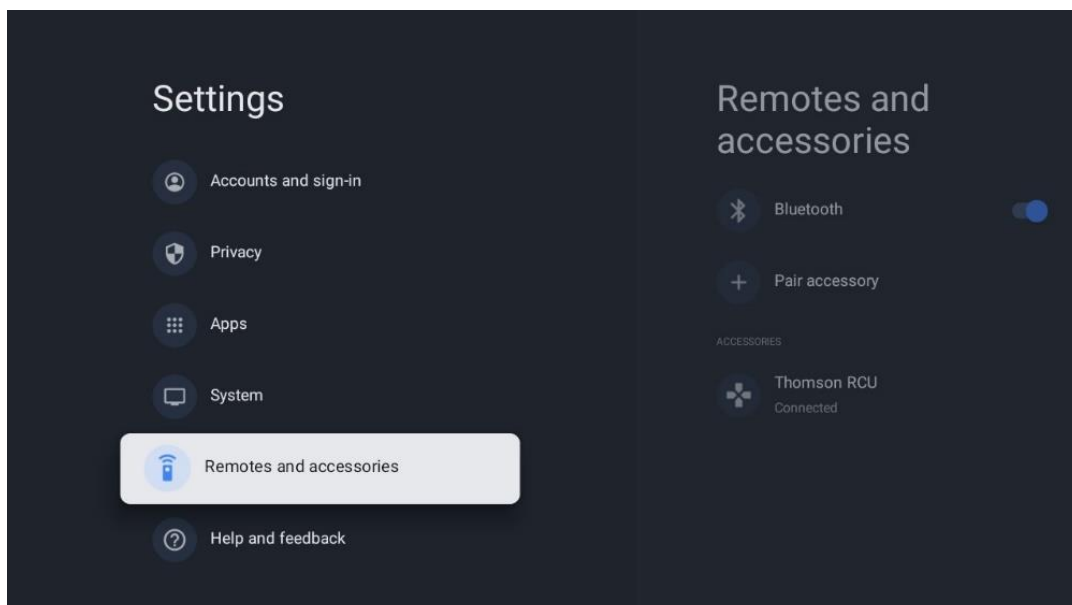 Settings
Accounts and sign-in
Privacy
Apps
System
Remotes and accessories
Help and feedback
Remotes and
accessories
Bluetooth
Pair accessory
ACCESSORIES
Thomson RCU
Connected